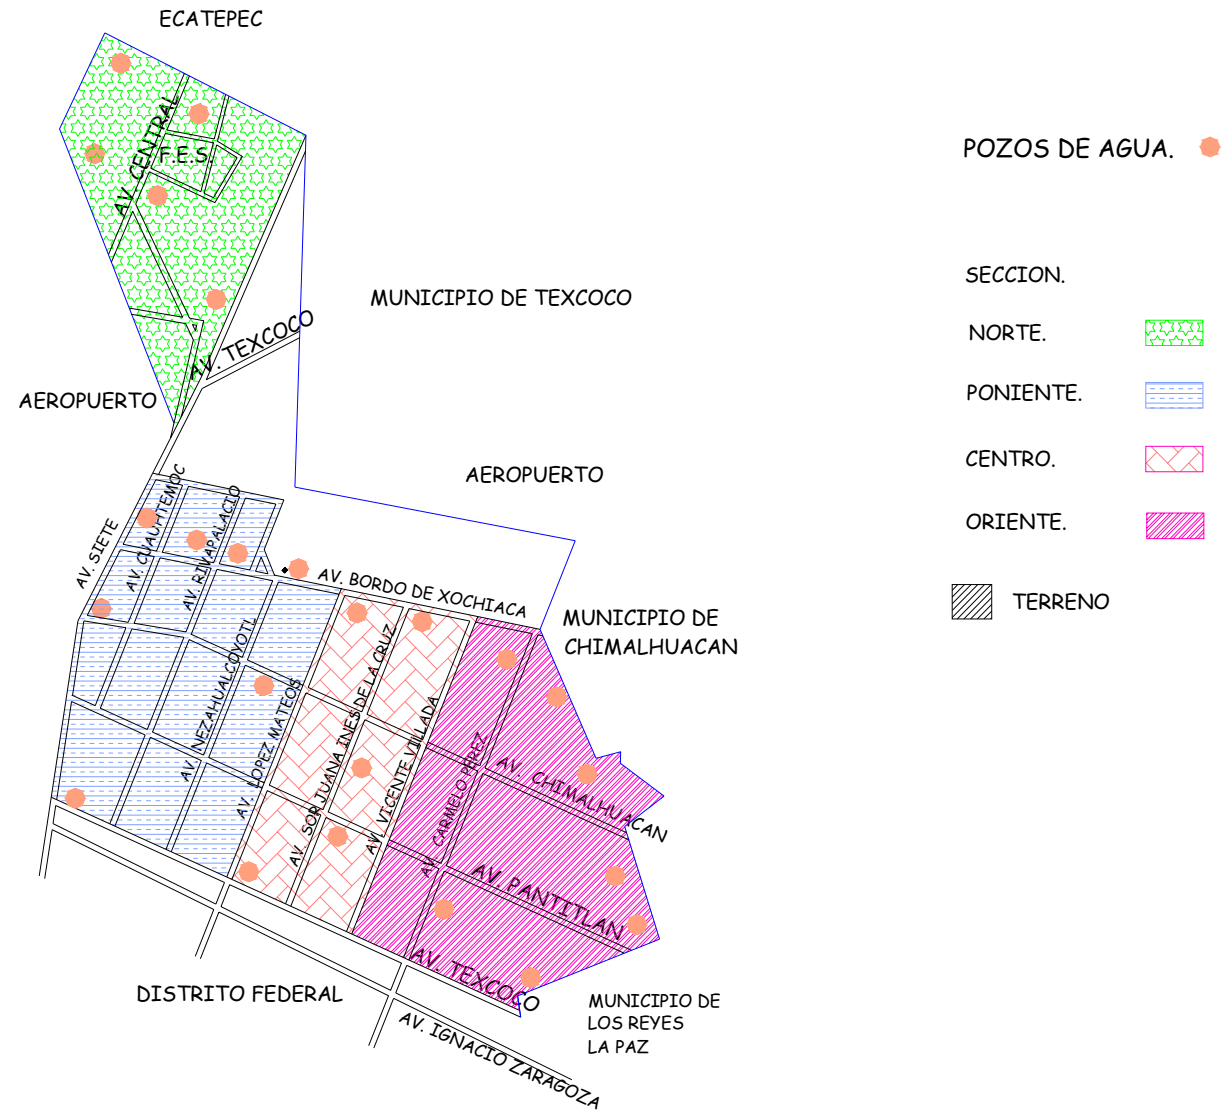 ECATEPEC
POZOS DE AGUA.
AV. CENTRAL
F.E.S.
SECCION.
MUNICIPIO DE TEXCOCO
NORTE.
AV. TEXCOCO
PONIENTE.
AEROPUERTO
CENTRO.
AEROPUERTO
ORIENTE.
AV. SIETE
AV. CUAUHTEMOC
AV. RIVAPALACIO
AV. BORDO DE XOCHIACA
TERRENO
MUNICIPIO DE
CHIMALHUACAN
AV. NEZAHUALCOYOTL
AV. LOPEZ MATEOS
AV. SORJUANA INES DE LA CRUZ
AV. VICENTE VILLADA
AV. CARMELO PEREZ
AV. CHIMALHUACAN
AV. PANTITLAN
AV. TEXCOCO
DISTRITO FEDERAL
MUNICIPIO DE
LOS REYES
LA PAZ
AV. IGNACIO ZARAGOZA